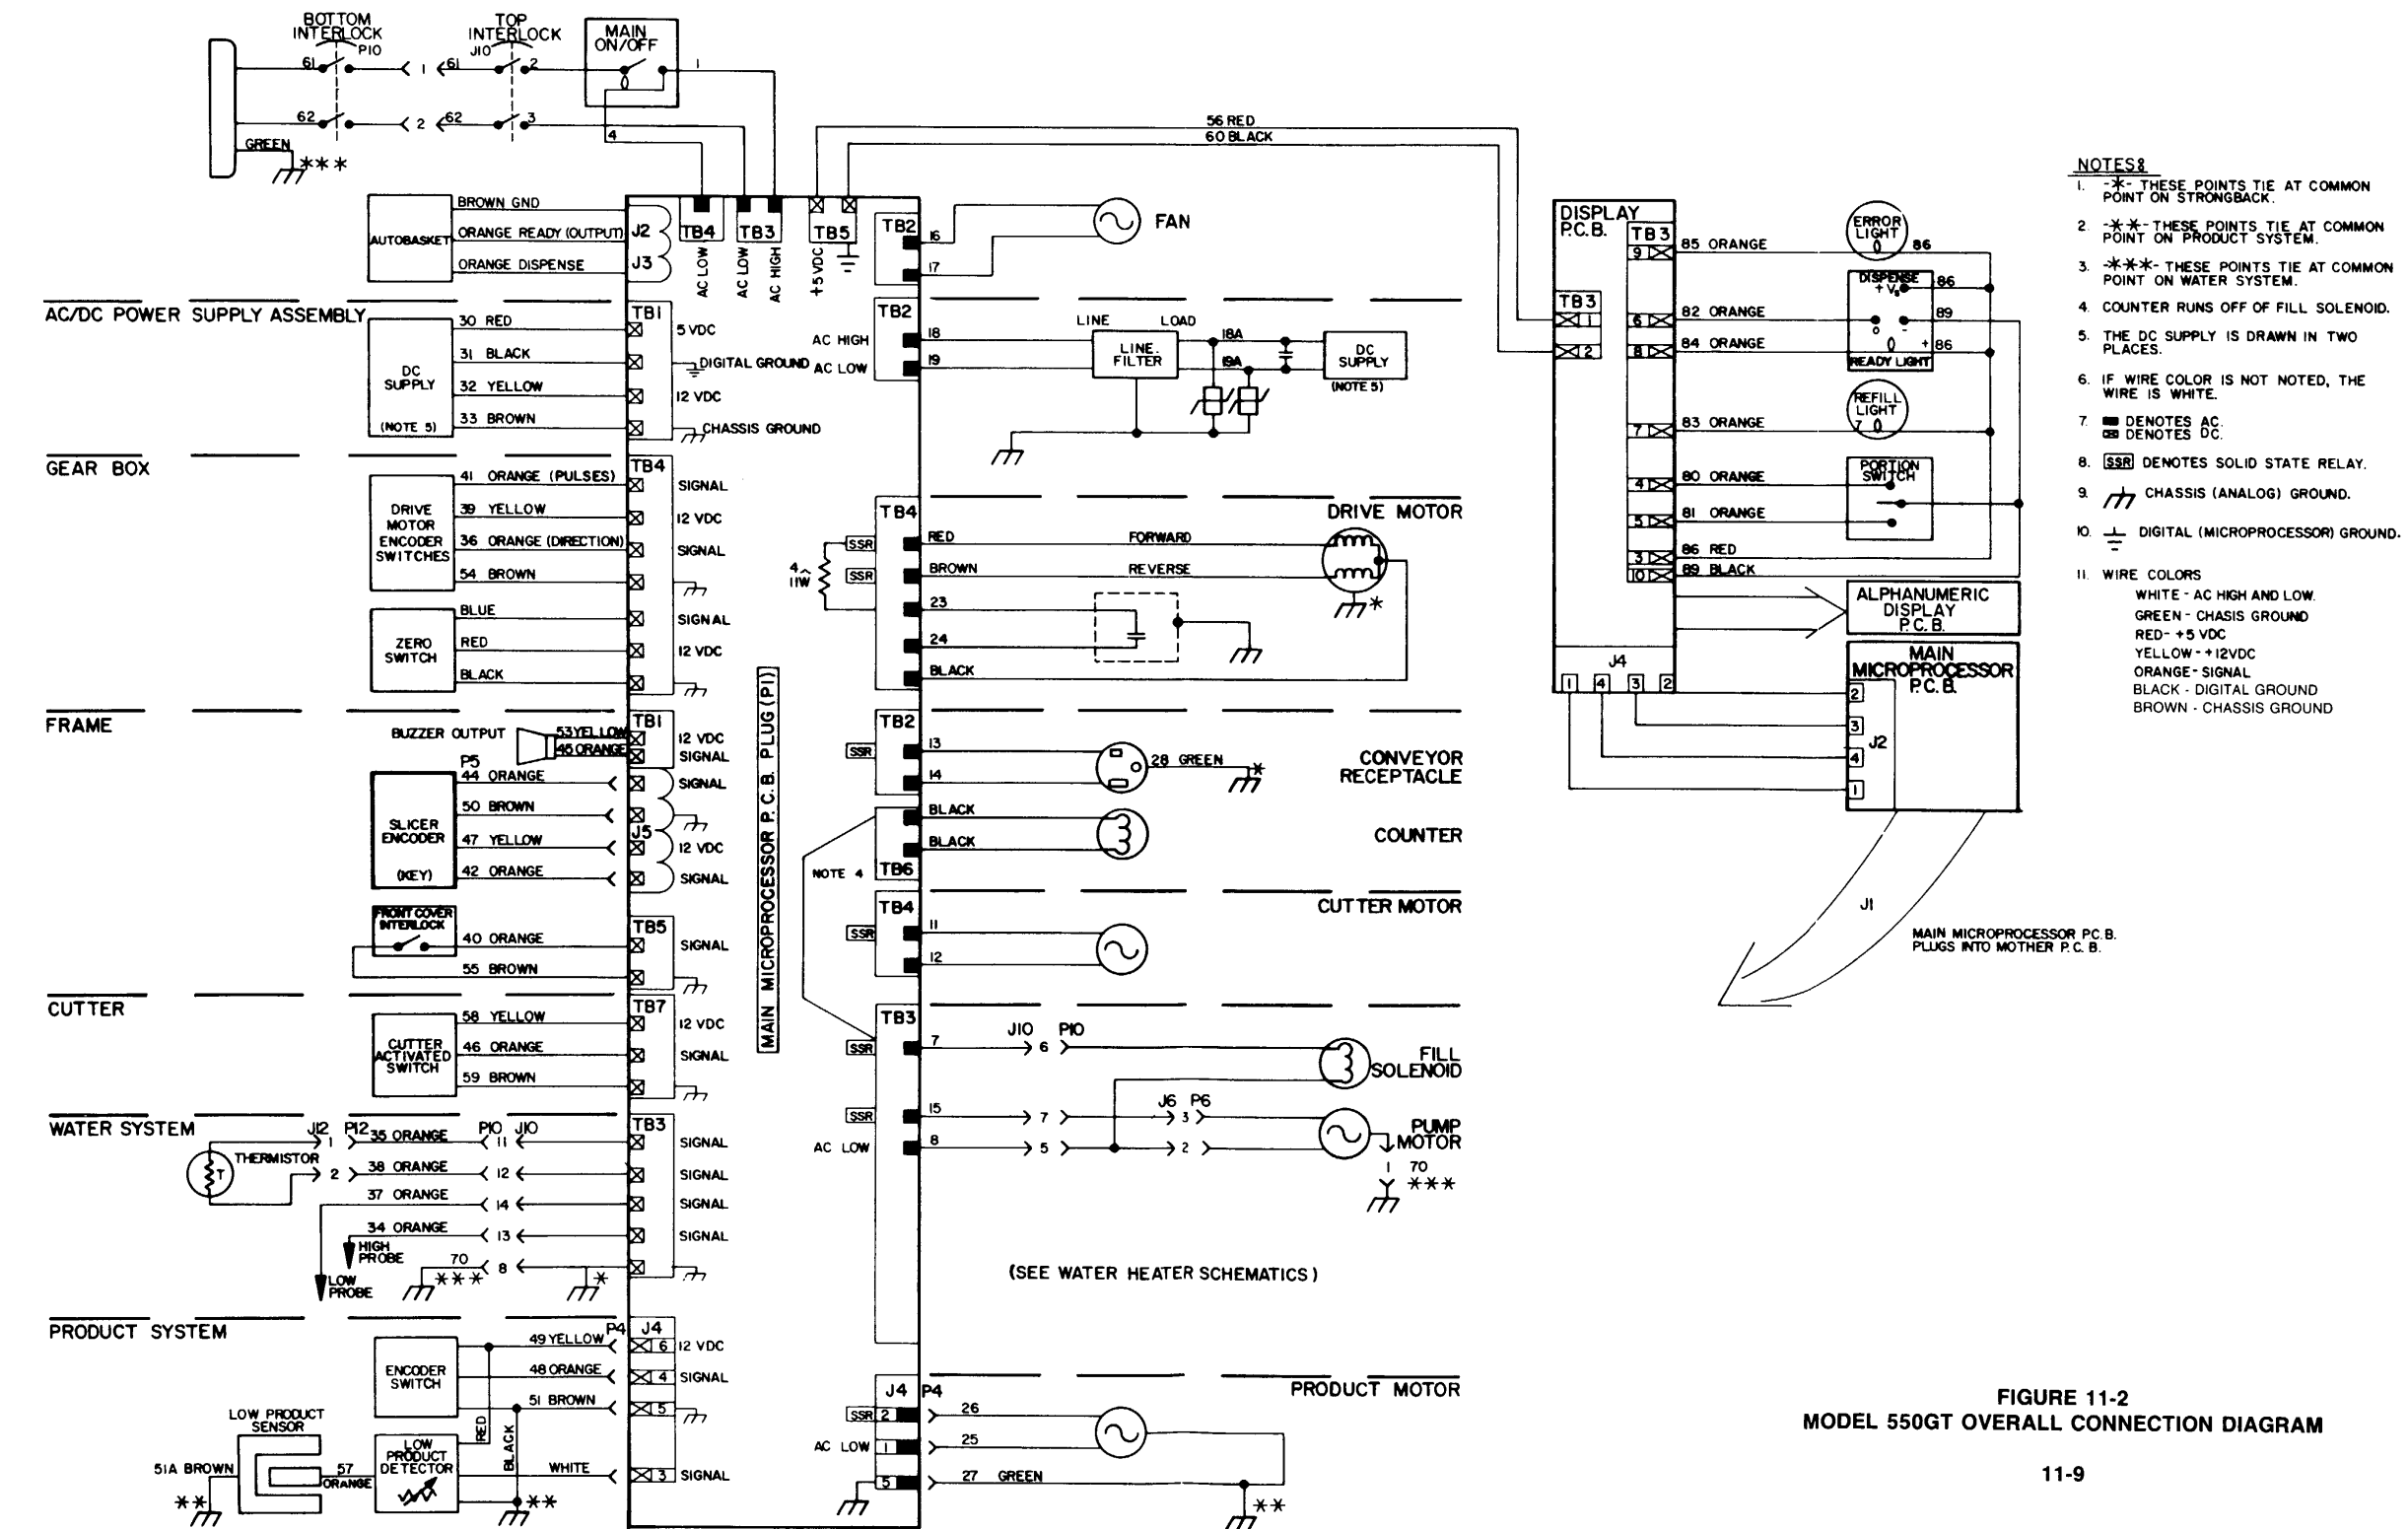 BOTTOM
INTERLOCK
P10
TOP
INTERLOCK
J10
MAIN
ON/OFF
61
1
61
2
1
62
2
62
3
4
GREEN
***
56 RED
60 BLACK
AUTOBASKET
BROWN GND
ORANGE READY (OUTPUT)
ORANGE DISPENSE
J2
J3
TB4
TB3
TB5
AC LOW
AC LOW
AC HIGH
+5VDC
TB2
16
17
FAN
AC/DC POWER SUPPLY ASSEMBLY
DC
SUPPLY
(NOTE 5)
30 RED
31 BLACK
32 YELLOW
33 BROWN
TB1
5 VDC
DIGITAL GROUND
12 VDC
CHASSIS GROUND
TB2
AC HIGH
AC LOW
18
19
LINE
LOAD
LINE.
FILTER
18A
19A
DC
SUPPLY
(NOTE 5)
GEAR BOX
DRIVE
MOTOR
ENCODER
SWITCHES
41 ORANGE (PULSES)
39 YELLOW
36 ORANGE (DIRECTION)
54 BROWN
TB4
SIGNAL
12 VDC
SIGNAL
ZERO
SWITCH
BLUE
RED
BLACK
SIGNAL
12 VDC
4
11W
TB4
SSR
SSR
DRIVE MOTOR
RED
FORWARD
BROWN
REVERSE
23
24
BLACK
*
MAIN MICROPROCESSOR P.C.B. PLUG (P1)
FRAME
BUZZER OUTPUT
53 YELLOW
45 ORANGE
TB1
12 VDC
SIGNAL
P5
SLICER
ENCODER
(KEY)
44 ORANGE
50 BROWN
47 YELLOW
42 ORANGE
J5
SIGNAL
12 VDC
SIGNAL
FRONT COVER
INTERLOCK
40 ORANGE
55 BROWN
TB5
SIGNAL
TB2
SSR
13
14
28 GREEN
*
CONVEYOR
RECEPTACLE
BLACK
BLACK
TB6
COUNTER
NOTE 4
TB4
SSR
11
12
CUTTER MOTOR
CUTTER
CUTTER
ACTIVATED
SWITCH
58 YELLOW
46 ORANGE
59 BROWN
TB7
12 VDC
SIGNAL
TB3
SSR
SSR
AC LOW
7
J10
P10
6
FILL
SOLENOID
15
7
J6
P6
3
8
5
2
PUMP
MOTOR
1
70
***
WATER SYSTEM
J12
P12
P10
J10
THERMISTOR
T
1
35 ORANGE
11
2
38 ORANGE
12
37 ORANGE
14
34 ORANGE
13
HIGH
PROBE
LOW
PROBE
70
8
***
*
TB3
SIGNAL
SIGNAL
SIGNAL
SIGNAL
(SEE WATER HEATER SCHEMATICS)
PRODUCT SYSTEM
ENCODER
SWITCH
49 YELLOW
48 ORANGE
51 BROWN
P4
J4
6
4
5
3
12 VDC
SIGNAL
SIGNAL
RED
BLACK
WHITE
LOW PRODUCT
SENSOR
51A BROWN
57
ORANGE
LOW
PRODUCT
DETECTOR
**
**
PRODUCT MOTOR
J4
P4
SSR
2
AC LOW
1
5
26
25
27 GREEN
**
DISPLAY
P.C.B.
TB3
1
2
TB3
9
6
8
7
4
5
3
10
85 ORANGE
82 ORANGE
84 ORANGE
83 ORANGE
80 ORANGE
81 ORANGE
86 RED
89 BLACK
ERROR
LIGHT
86
DISPENSE
+ Vs
86
89
O
-
+
86
READY LIGHT
REFILL
LIGHT
7
PORTION
SWITCH
ALPHANUMERIC
DISPLAY
P.C.B.
MAIN
MICROPROCESSOR
P.C.B.
J4
1
4
3
2
2
3
4
1
J2
J1
MAIN MICROPROCESSOR P.C.B.
PLUGS INTO MOTHER P.C.B.
NOTES:
1. -*- THESE POINTS TIE AT COMMON
POINT ON STRONGBACK.
2. -**- THESE POINTS TIE AT COMMON
POINT ON PRODUCT SYSTEM.
3. -***- THESE POINTS TIE AT COMMON
POINT ON WATER SYSTEM.
4. COUNTER RUNS OFF OF FILL SOLENOID.
5. THE DC SUPPLY IS DRAWN IN TWO
PLACES.
6. IF WIRE COLOR IS NOT NOTED, THE
WIRE IS WHITE.
7. DENOTES AC.
DENOTES DC.
8. SSR DENOTES SOLID STATE RELAY.
9. CHASSIS (ANALOG) GROUND.
10. DIGITAL (MICROPROCESSOR) GROUND.
11. WIRE COLORS
WHITE - AC HIGH AND LOW.
GREEN - CHASIS GROUND
RED - +5 VDC
YELLOW - +12VDC
ORANGE - SIGNAL
BLACK - DIGITAL GROUND
BROWN - CHASSIS GROUND
FIGURE 11-2
MODEL 550GT OVERALL CONNECTION DIAGRAM
11-9